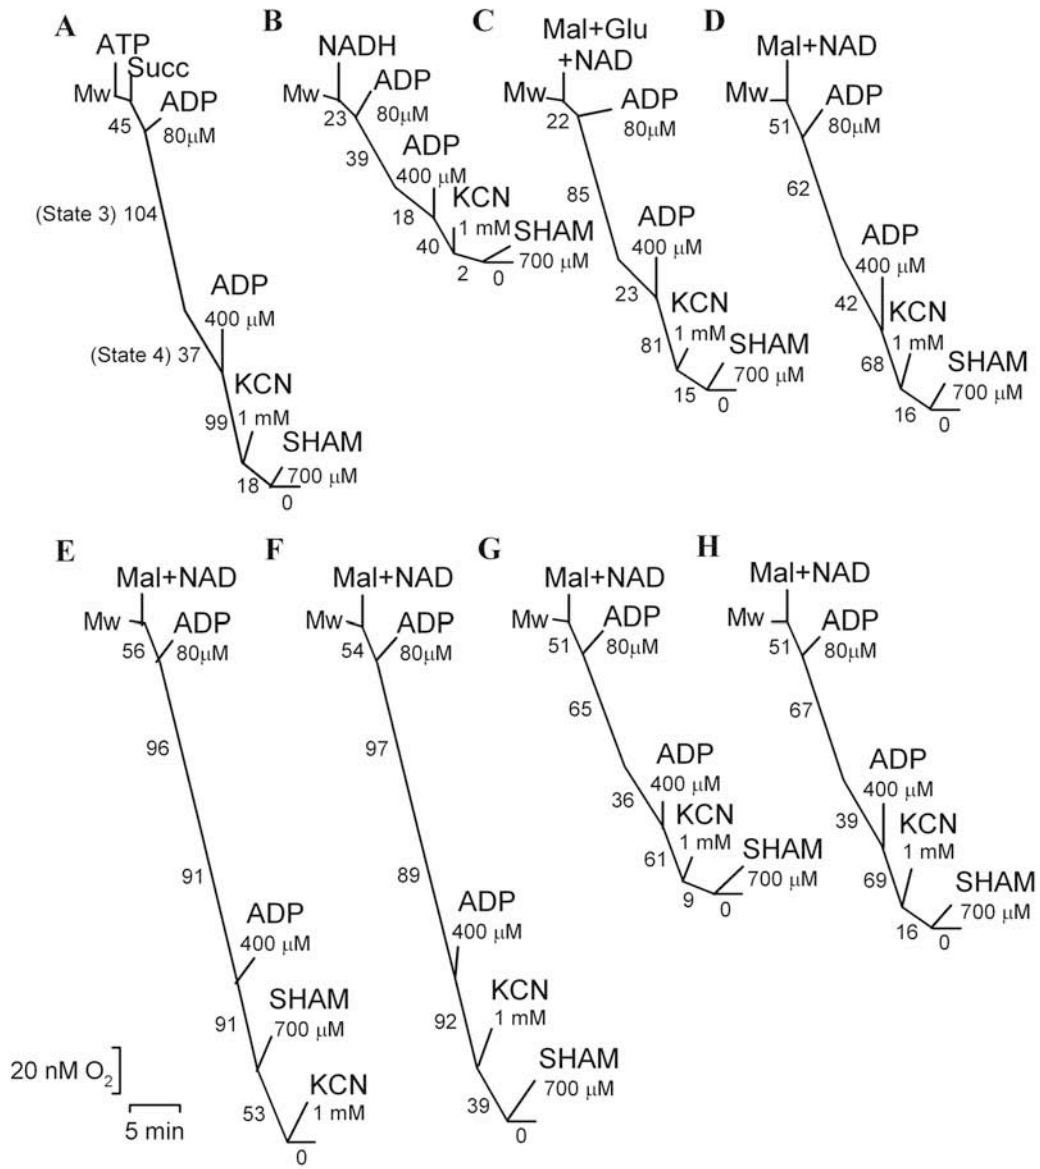 A
ATP
Succ
Mw
ADP
45
80µM
(State 3) 104
ADP
400 µM
(State 4) 37
KCN
1 mM
99
SHAM
700 µM
18
0
B
NADH
Mw
ADP
80µM
23
39
ADP
400 µM
18
KCN
1 mM
40
SHAM
700 µM
2
0
C
Mal+Glu
+NAD
Mw
ADP
22
80µM
85
ADP
400 µM
23
KCN
1 mM
81
SHAM
700 µM
15
0
D
Mal+NAD
Mw
ADP
51
80µM
62
ADP
400 µM
42
KCN
1 mM
68
SHAM
700 µM
16
0
E
Mal+NAD
Mw
ADP
56
80µM
96
91
ADP
400 µM
91
SHAM
700 µM
KCN
1 mM
53
0
20 nM O₂
5 min
F
Mal+NAD
Mw
ADP
54
80µM
97
89
ADP
400 µM
92
KCN
1 mM
SHAM
700 µM
39
0
G
Mal+NAD
Mw
ADP
51
80µM
65
ADP
400 µM
36
KCN
1 mM
61
SHAM
700 µM
9
0
H
Mal+NAD
Mw
ADP
51
80µM
67
ADP
400 µM
39
KCN
1 mM
69
SHAM
700 µM
16
0